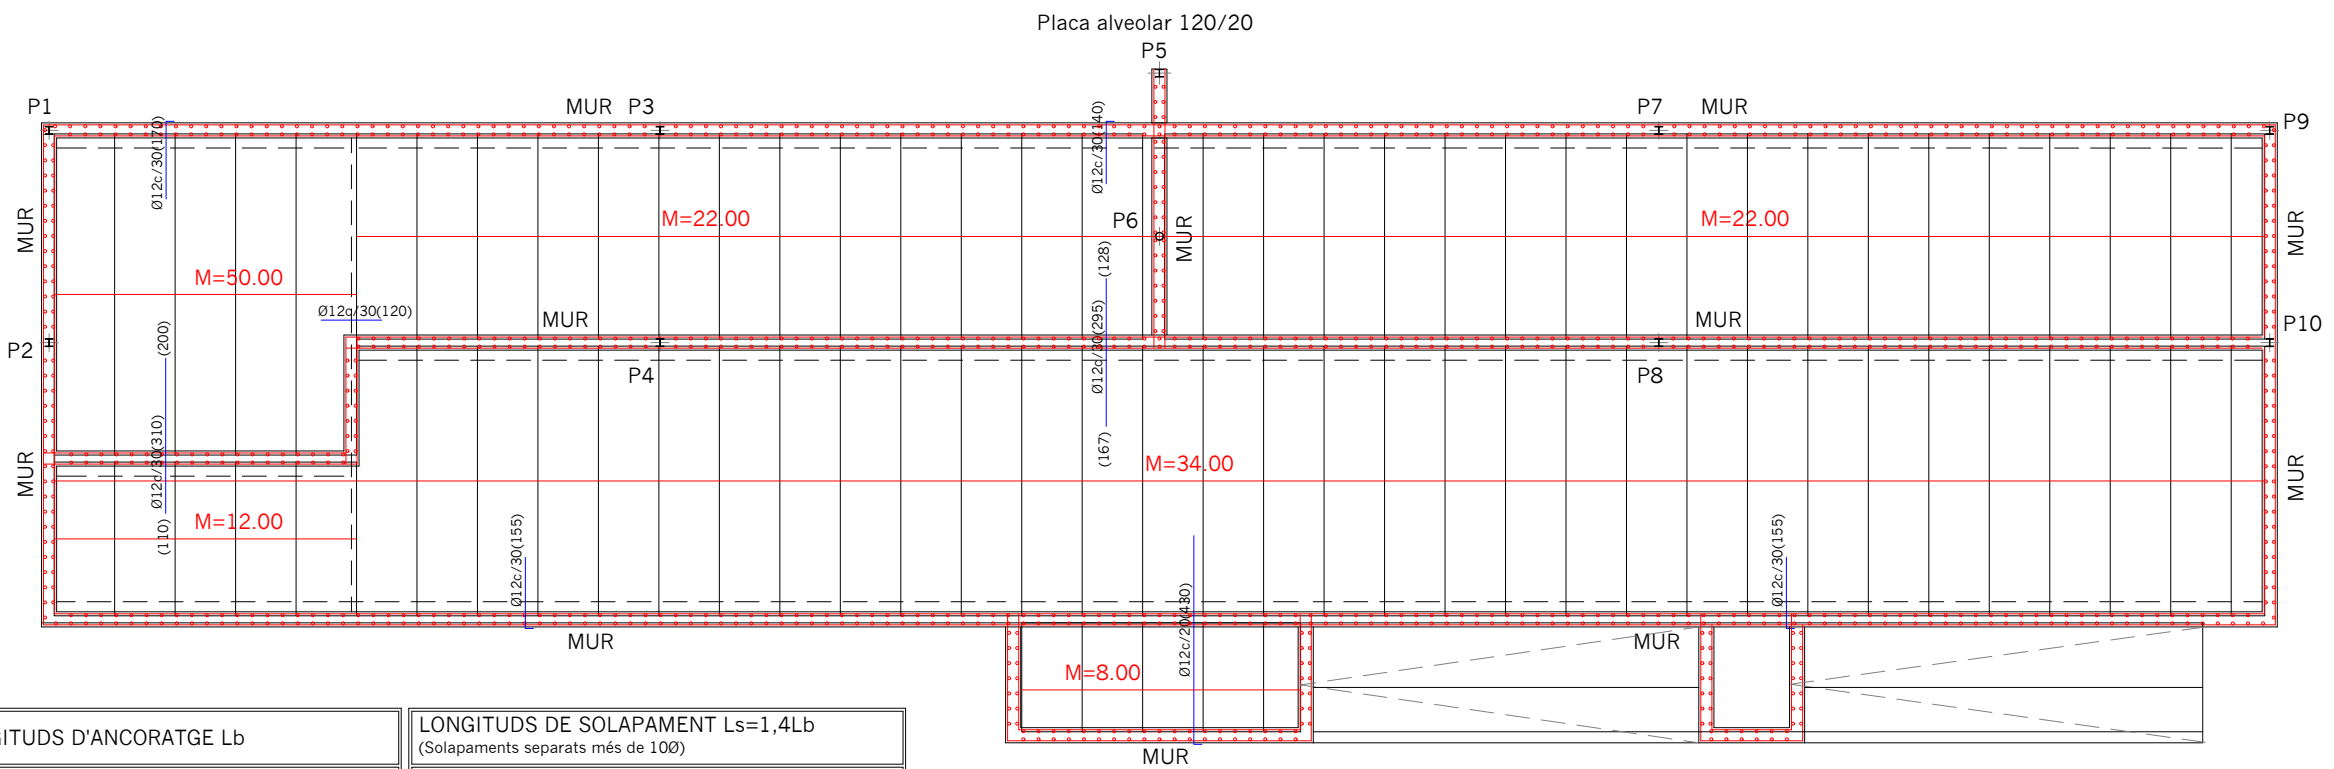 Placa alveolar 120/20
P5
P1
MUR
P3
P7
MUR
P9
Ø12c/30(170)
Ø12c/30(140)
MUR
M=22.00
P6
MUR
M=22.00
MUR
M=50.00
(128)
Ø12c/30(120)
MUR
MUR
P10
P2
(200)
Ø12c/30(295)
P4
P8
Ø12c/30(310)
(167)
M=34.00
MUR
MUR
M=12.00
(110)
Ø12c/30(155)
Ø12c/30(155)
Ø12c/20(430)
MUR
MUR
M=8.00
MUR
GITUDS D'ANCORATGE Lb
LONGITUDS DE SOLAPAMENT Ls=1,4Lb
(Solapaments separats més de 10Ø)